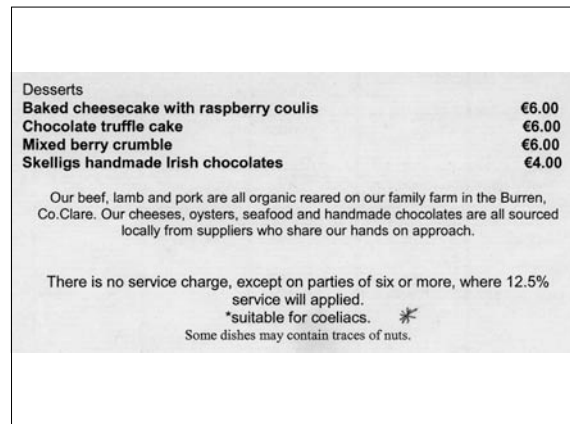 Desserts
Baked cheesecake with raspberry coulis €6.00
Chocolate truffle cake €6.00
Mixed berry crumble €6.00
Skelligs handmade Irish chocolates €4.00
Our beef, lamb and pork are all organic reared on our family farm in the Burren,
Co.Clare. Our cheeses, oysters, seafood and handmade chocolates are all sourced
locally from suppliers who share our hands on approach.
There is no service charge, except on parties of six or more, where 12.5%
service will applied.
*suitable for coeliacs. *
Some dishes may contain traces of nuts.